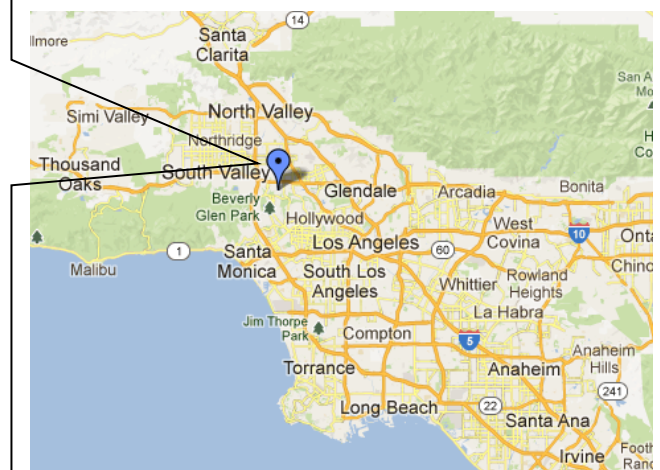 14
Santa
Clarita
lmore
San A
Mo
Simi Valley
North Valley
H
Co
Northridge
Thousand
Oaks
South Valley
Glendale
Arcadia
Bonita
Beverly
Glen Park
Hollywood
West
Covina
10
Onta
Los Angeles
60
1
Malibu
Santa
Monica
South Los
Angeles
Whittier
Rowland
Heights
Chino
La Habra
Jim Thorpe
Park
Compton
5
Anaheim
Hills
Torrance
Anaheim
241
Long Beach
22
Santa Ana
Irvine
Footh
Ranc